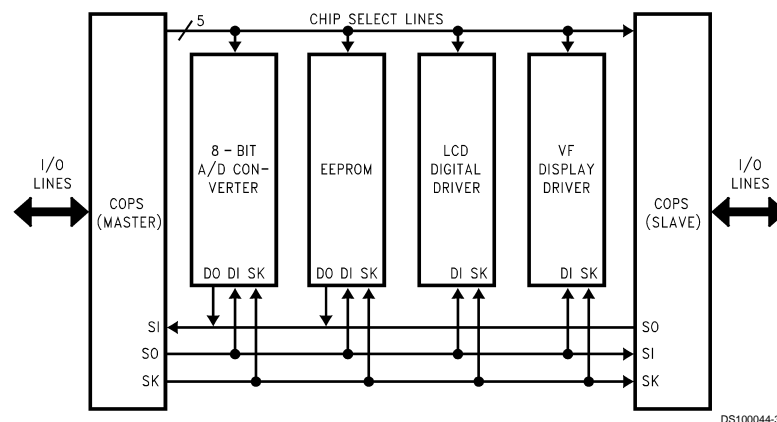 5
CHIP SELECT LINES
I/O
LINES
COPS
(MASTER)
8 – BIT
A/D CON-
VERTER
DO DI SK
EEPROM
DO DI SK
LCD
DIGITAL
DRIVER
DI SK
VF
DISPLAY
DRIVER
DI SK
COPS
(SLAVE)
I/O
LINES
SI
SO
SK
SO
SI
SK